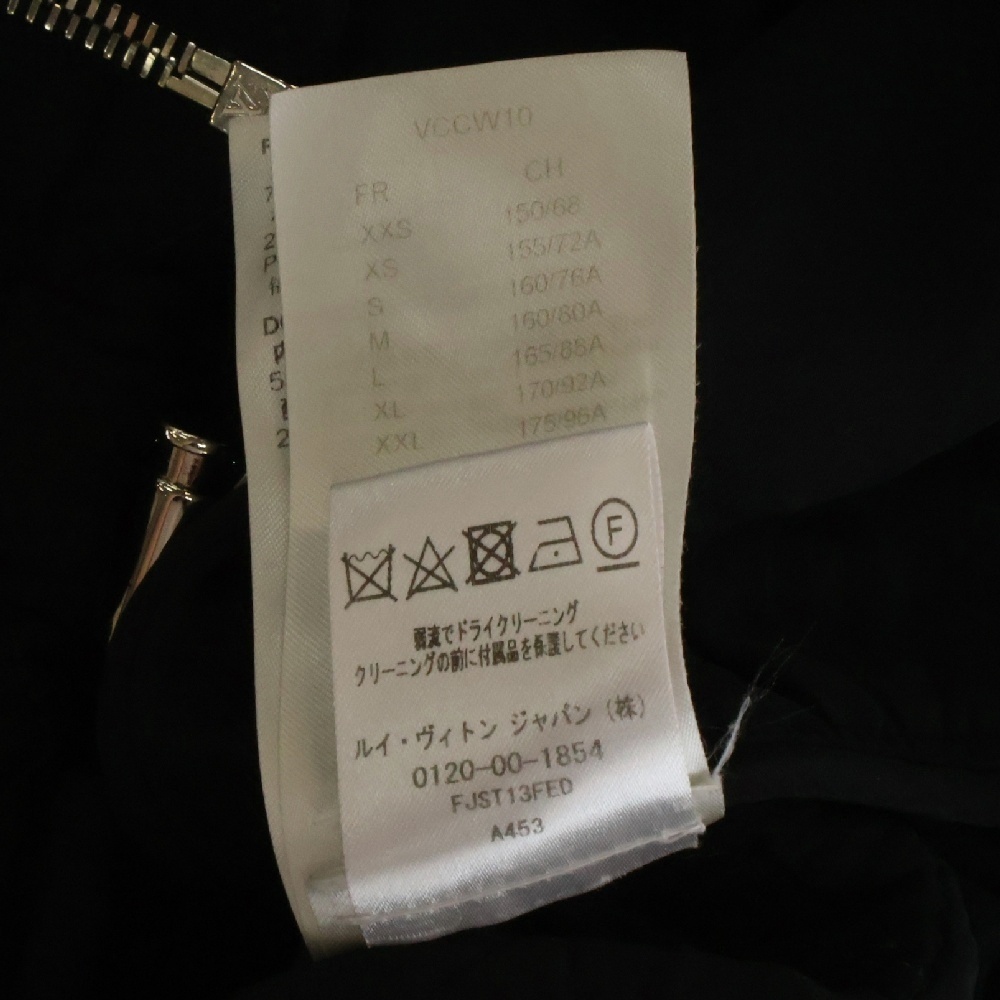 VCCW10
FR CH
XXS 150/68
XS 155/72A
S 160/76A
M 160/80A
L 165/88A
XL 170/92A
XXL 175/96A
F
弱流でドライクリーニング
クリーニングの前に付属品を保護してください
ルイ・ヴィトン ジャパン (株)
0120-00-1854
FJST13FED
A453